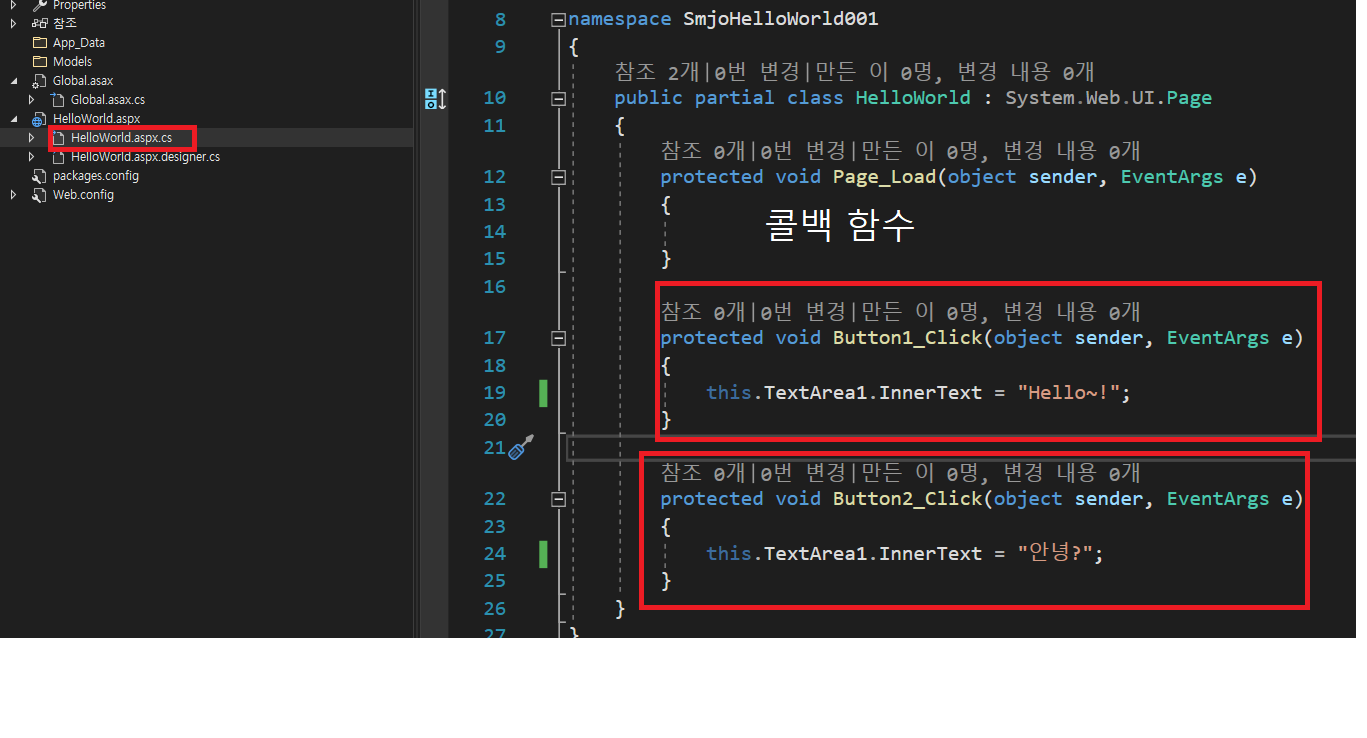 Properties
참조
App_Data
Models
Global.asax
Global.asax.cs
HelloWorld.aspx
HelloWorld.aspx.cs
HelloWorld.aspx.designer.cs
packages.config
Web.config
8 namespace SmjoHelloWorld001
9 {
참조 2개|0번 변경|만든 이 0명, 변경 내용 0개
10 public partial class HelloWorld : System.Web.UI.Page
11 {
참조 0개|0번 변경|만든 이 0명, 변경 내용 0개
12 protected void Page_Load(object sender, EventArgs e)
13 {
콜백 함수
14
15 }
16
참조 0개|0번 변경|만든 이 0명, 변경 내용 0개
17 protected void Button1_Click(object sender, EventArgs e)
18 {
19 this.TextArea1.InnerText = "Hello~!";
20 }
21
참조 0개|0번 변경|만든 이 0명, 변경 내용 0개
22 protected void Button2_Click(object sender, EventArgs e)
23 {
24 this.TextArea1.InnerText = "안녕?";
25 }
26 }
27 }